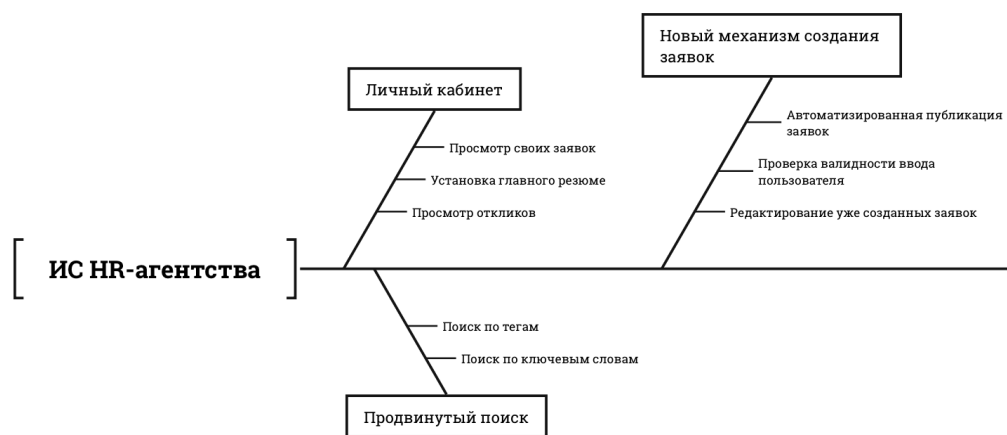 Новый механизм создания
заявок
Личный кабинет
Автоматизированная публикация
заявок
Просмотр своих заявок
Проверка валидности ввода
пользователя
Установка главного резюме
Просмотр откликов
Редактирование уже созданных заявок
ИС HR-агентства
Поиск по тегам
Поиск по ключевым словам
Продвинутый поиск